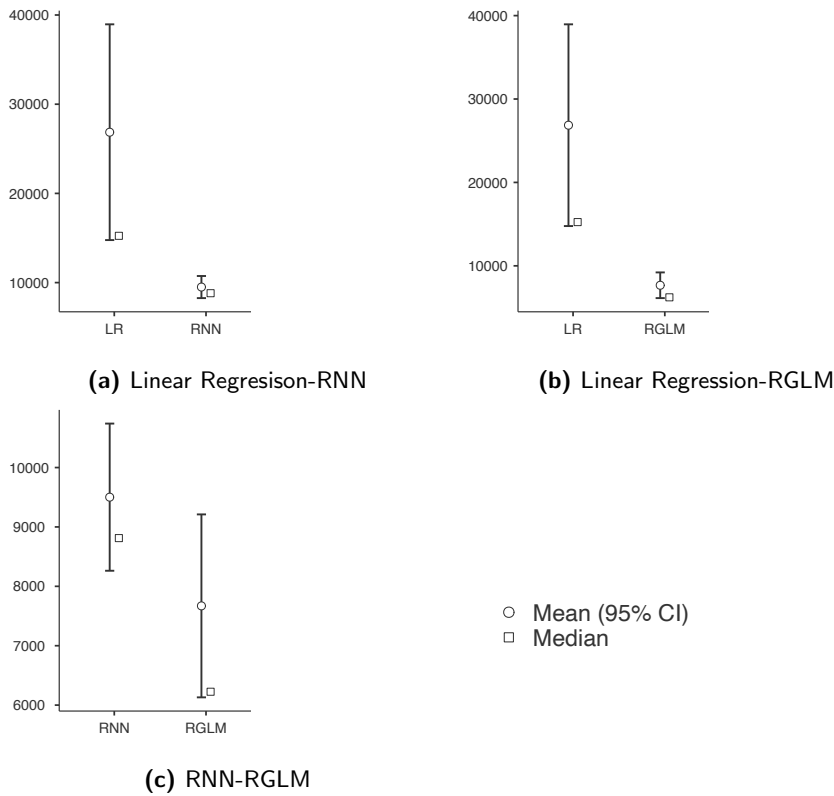 40000
30000
20000
10000
LR RNN
(a) Linear Regresison-RNN
40000
30000
20000
10000
LR RGLM
(b) Linear Regression-RGLM
10000
9000
8000
7000
6000
RNN RGLM
(c) RNN-RGLM
Mean (95% CI)
Median